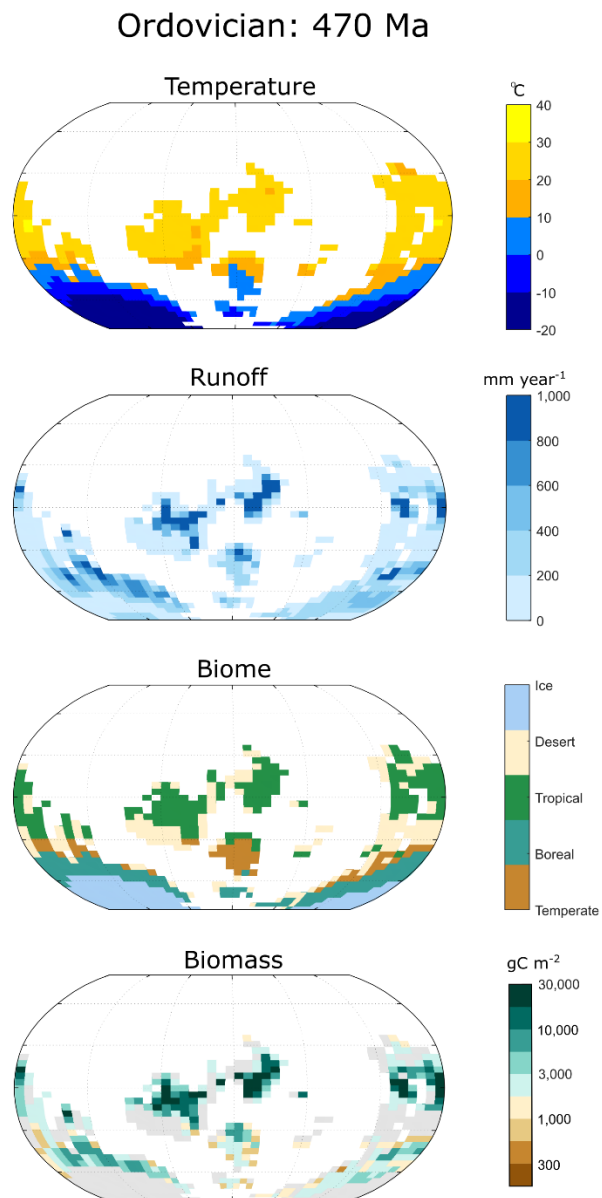 Ordovician: 470 Ma
Temperature
°C
40
30
20
10
0
-10
-20
Runoff
mm year-1
1,000
800
600
400
200
0
Biome
Ice
Desert
Tropical
Boreal
Temperate
Biomass
gC m-2
30,000
10,000
3,000
1,000
300